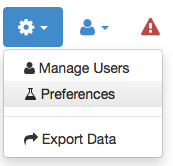 Manage Users
Preferences
Export Data